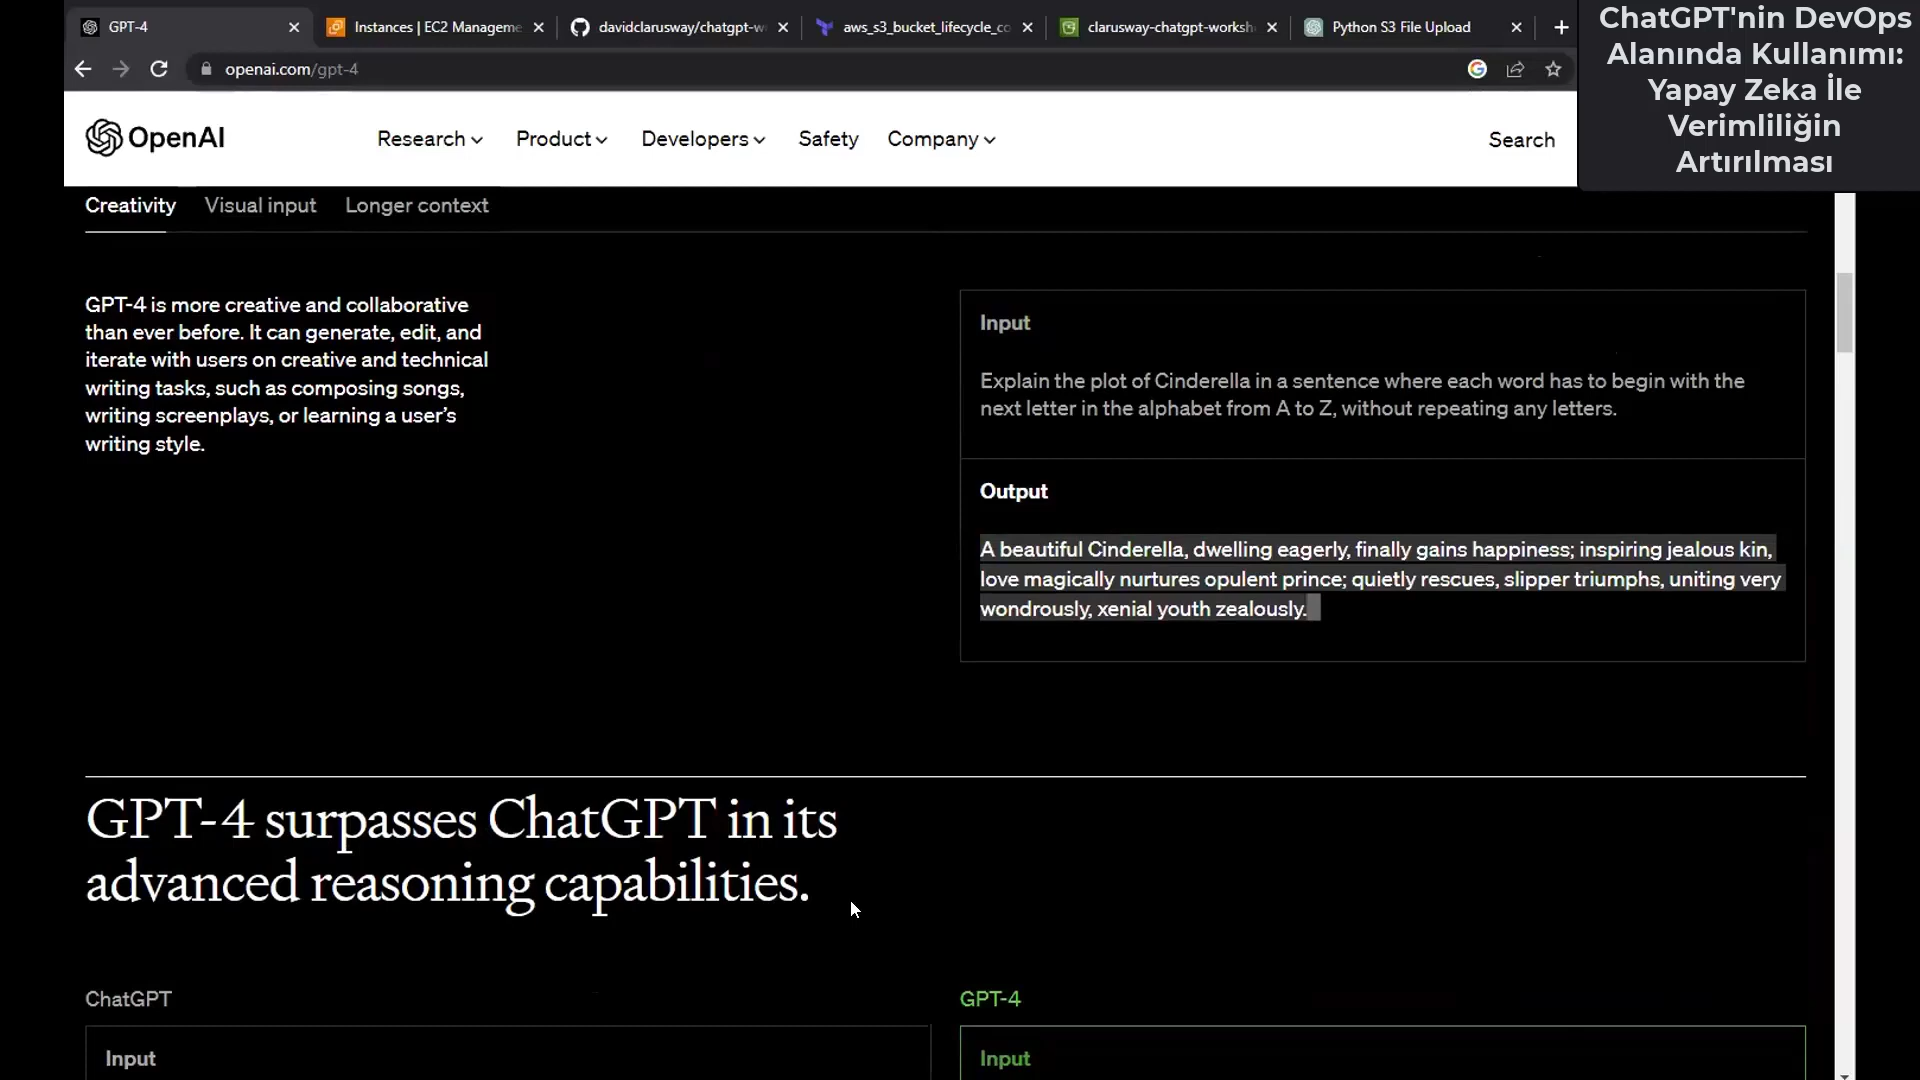 GPT-4
Instances | EC2 Manageme
davidclarusway/chatgpt-w
aws_s3_bucket_lifecycle_co
clarusway-chatgpt-worksh
Python S3 File Upload
openai.com/gpt-4
ChatGPT'nin DevOps
Alanında Kullanımı:
Yapay Zeka İle
Verimliliğin
Artırılması
OpenAI
Research
Product
Developers
Safety
Company
Search
Creativity
Visual input
Longer context
GPT-4 is more creative and collaborative
than ever before. It can generate, edit, and
iterate with users on creative and technical
writing tasks, such as composing songs,
writing screenplays, or learning a user's
writing style.
Input
Explain the plot of Cinderella in a sentence where each word has to begin with the
next letter in the alphabet from A to Z, without repeating any letters.
Output
A beautiful Cinderella, dwelling eagerly, finally gains happiness; inspiring jealous kin,
love magically nurtures opulent prince; quietly rescues, slipper triumphs, uniting very
wondrously, xenial youth zealously.
GPT-4 surpasses ChatGPT in its
advanced reasoning capabilities.
ChatGPT
Input
GPT-4
Input